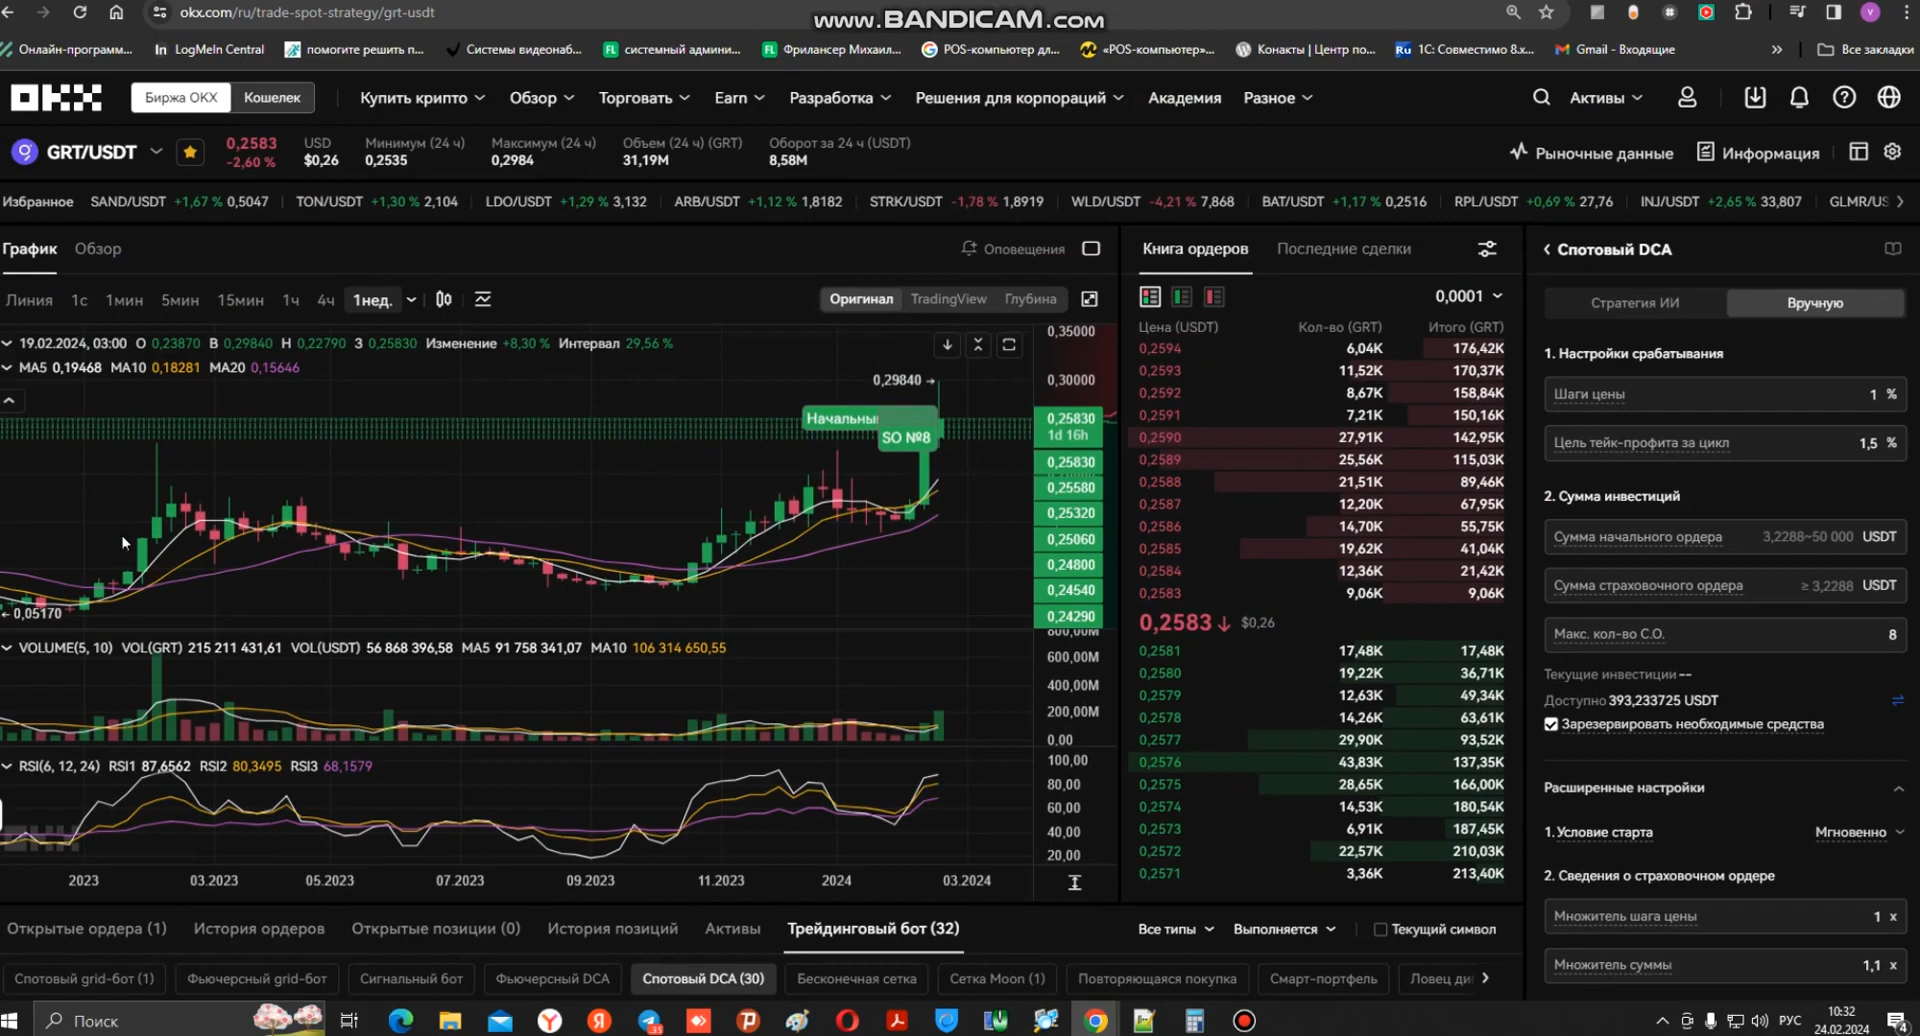 okx.com/ru/trade-spot-strategy/grt-usdt
www.BANDICAM.com
Онлайн-программ...
LogMeIn Central
помогите решить п...
Системы видеонаб...
системный админи...
Фрилансер Михаил...
POS-компьютер дл...
«POS-компьютер»...
Конакты | Центр по...
1С: Совместимо 8.x...
Gmail - Входящие
Все закладки
OKX
Биржа OKX
Кошелек
Купить крипто
Обзор
Торговать
Earn
Разработка
Решения для корпораций
Академия
Разное
Активы
GRT/USDT
0,2583
-2,60 %
USD
$0,26
Минимум (24 ч)
0,2535
Максимум (24 ч)
0,2984
Объем (24 ч) (GRT)
31,19M
Оборот за 24 ч (USDT)
8,58M
Рыночные данные
Информация
Избранное SAND/USDT +1,67 % 0,5047 TON/USDT +1,30 % 2,104 LDO/USDT +1,29 % 3,132 ARB/USDT +1,12 % 1,8182 STRK/USDT -1,78 % 1,8919 WLD/USDT -4,21 % 7,868 BAT/USDT +1,17 % 0,2516 RPL/USDT +0,69 % 27,76 INJ/USDT +2,65 % 33,807 GLMR/US
График Обзор
Оповещения
Линия 1с 1мин 5мин 15мин 1ч 4ч 1нед.
Оригинал TradingView Глубина
19.02.2024, 03:00 О 0,23870 В 0,29840 Н 0,22790 З 0,25830 Изменение +8,30 % Интервал 29,56 %
MA5 0,19468 MA10 0,18281 MA20 0,15646
0,29840
Начальны
SO №8
0,05170
0,35000
0,30000
0,25830
1d 16h
0,25830
0,25580
0,25320
0,25060
0,24800
0,24540
0,24290
VOLUME(5, 10) VOL(GRT) 215 211 431,61 VOL(USDT) 56 868 396,58 MA5 91 758 341,07 MA10 106 314 650,55
800,00M
600,00M
400,00M
200,00M
0,00
RSI(6, 12, 24) RSI1 87,6562 RSI2 80,3495 RSI3 68,1579
100,00
80,00
60,00
40,00
20,00
2023 03.2023 05.2023 07.2023 09.2023 11.2023 2024 03.2024
Книга ордеров Последние сделки
0,0001
Цена (USDT) Кол-во (GRT) Итого (GRT)
0,2594 6,04K 176,42K
0,2593 11,52K 170,37K
0,2592 8,67K 158,84K
0,2591 7,21K 150,16K
0,2590 27,91K 142,95K
0,2589 25,56K 115,03K
0,2588 21,51K 89,46K
0,2587 12,20K 67,95K
0,2586 14,70K 55,75K
0,2585 19,62K 41,04K
0,2584 12,36K 21,42K
0,2583 9,06K 9,06K
0,2583 $0,26
0,2581 17,48K 17,48K
0,2580 19,22K 36,71K
0,2579 12,63K 49,34K
0,2578 14,26K 63,61K
0,2577 29,90K 93,52K
0,2576 43,83K 137,35K
0,2575 28,65K 166,00K
0,2574 14,53K 180,54K
0,2573 6,91K 187,45K
0,2572 22,57K 210,03K
0,2571 3,36K 213,40K
Спотовый DCA
Стратегия ИИ Вручную
1. Настройки срабатывания
Шаги цены 1 %
Цель тейк-профита за цикл 1,5 %
2. Сумма инвестиций
Сумма начального ордера 3,2288~50 000 USDT
Сумма страховочного ордера ≥ 3,2288 USDT
Макс. кол-во С.О. 8
Текущие инвестиции --
Доступно 393,233725 USDT
Зарезервировать необходимые средства
Расширенные настройки
1. Условие старта Мгновенно
2. Сведения о страховочном ордере
Множитель шага цены 1 x
Множитель суммы 1,1 x
Открытые ордера (1) История ордеров Открытые позиции (0) История позиций Активы Трейдинговый бот (32)
Все типы Выполняется Текущий символ
Спотовый grid-бот (1) Фьючерсный grid-бот Сигнальный бот Фьючерсный DCA Спотовый DCA (30) Бесконечная сетка Сетка Moon (1) Повторяющаяся покупка Смарт-портфель Ловец ди
Поиск
РУС
10:32
24.02.2024